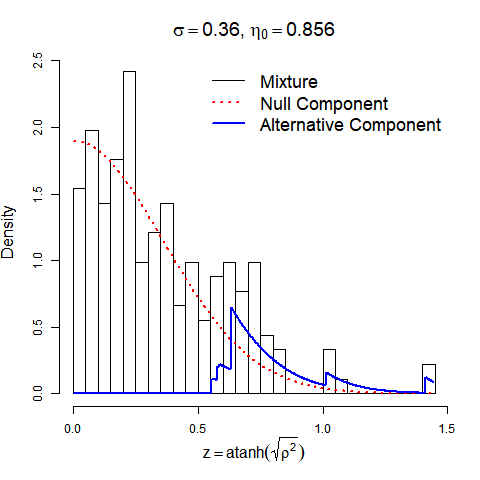 σ = 0.36, η₀ = 0.856
Mixture
Null Component
Alternative Component
Density
2.5
2.0
1.5
1.0
0.5
0.0
0.0 0.5 1.0 1.5
z = atanh(√ρ²)